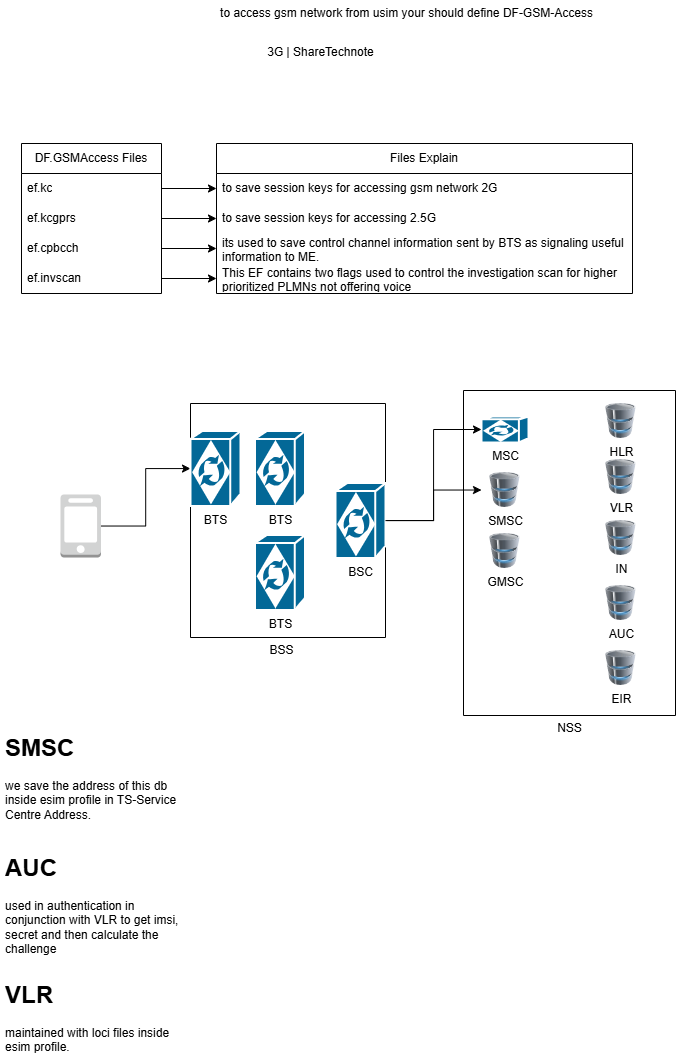 to access gsm network from usim your should define DF-GSM-Access
3G | ShareTechnote
DF.GSMAccess Files
Files Explain
ef.kc
to save session keys for accessing gsm network 2G
ef.kcgprs
to save session keys for accessing 2.5G
ef.cpbcch
its used to save control channel information sent by BTS as signaling useful
information to ME.
ef.invscan
This EF contains two flags used to control the investigation scan for higher
prioritized PLMNs not offering voice
BTS
BTS
BTS
BSC
BSS
MSC
SMSC
GMSC
HLR
VLR
IN
AUC
EIR
NSS
SMSC
we save the address of this db
inside esim profile in TS-Service
Centre Address.
AUC
used in authentication in
conjunction with VLR to get imsi,
secret and then calculate the
challenge
VLR
maintained with loci files inside
esim profile.